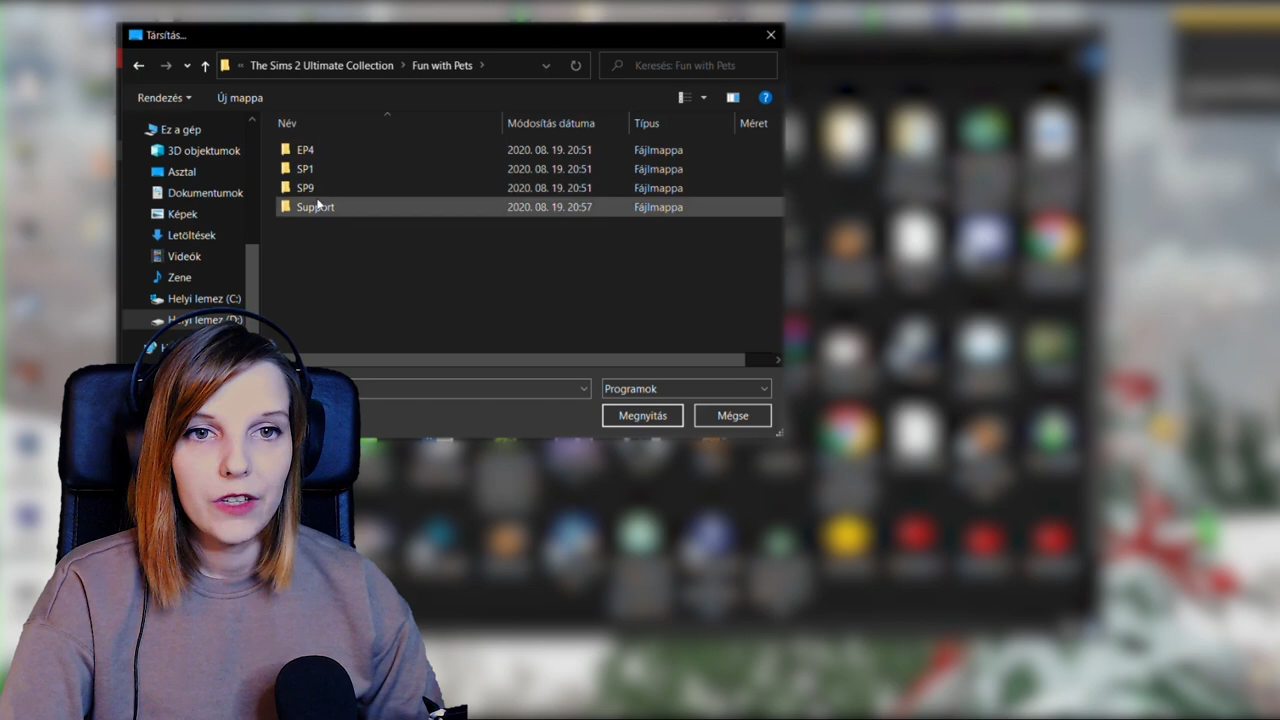 Társítás...
The Sims 2 Ultimate Collection > Fun with Pets >
Keresés: Fun with Pets
Rendezés
Új mappa
Név
Módosítás dátuma
Típus
Méret
EP4 2020. 08. 19. 20:51 Fájlmappa
SP1 2020. 08. 19. 20:51 Fájlmappa
SP9 2020. 08. 19. 20:51 Fájlmappa
Support 2020. 08. 19. 20:57 Fájlmappa
Ez a gép
3D objektumok
Asztal
Dokumentumok
Képek
Letöltések
Videók
Zene
Helyi lemez (C:)
Helyi lemez (D:)
Programok
Megnyitás
Mégse